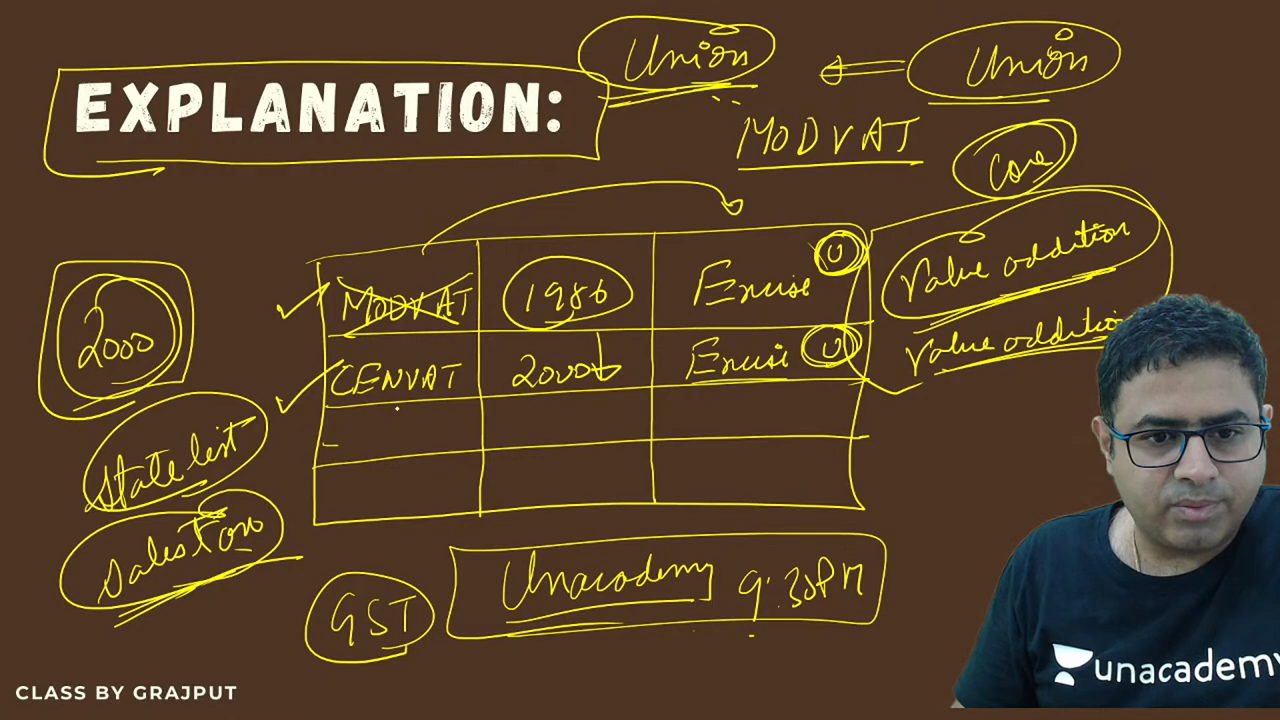 Union
Union
EXPLANATION:
MODVAT
Core
MODVAT 1986 Excise U Value addition
CENVAT 2000 Excise U Value addition
2000
State list
Sales Tax
GST
Unacademy 9:30PM
unacademy
CLASS BY GRAJPUT